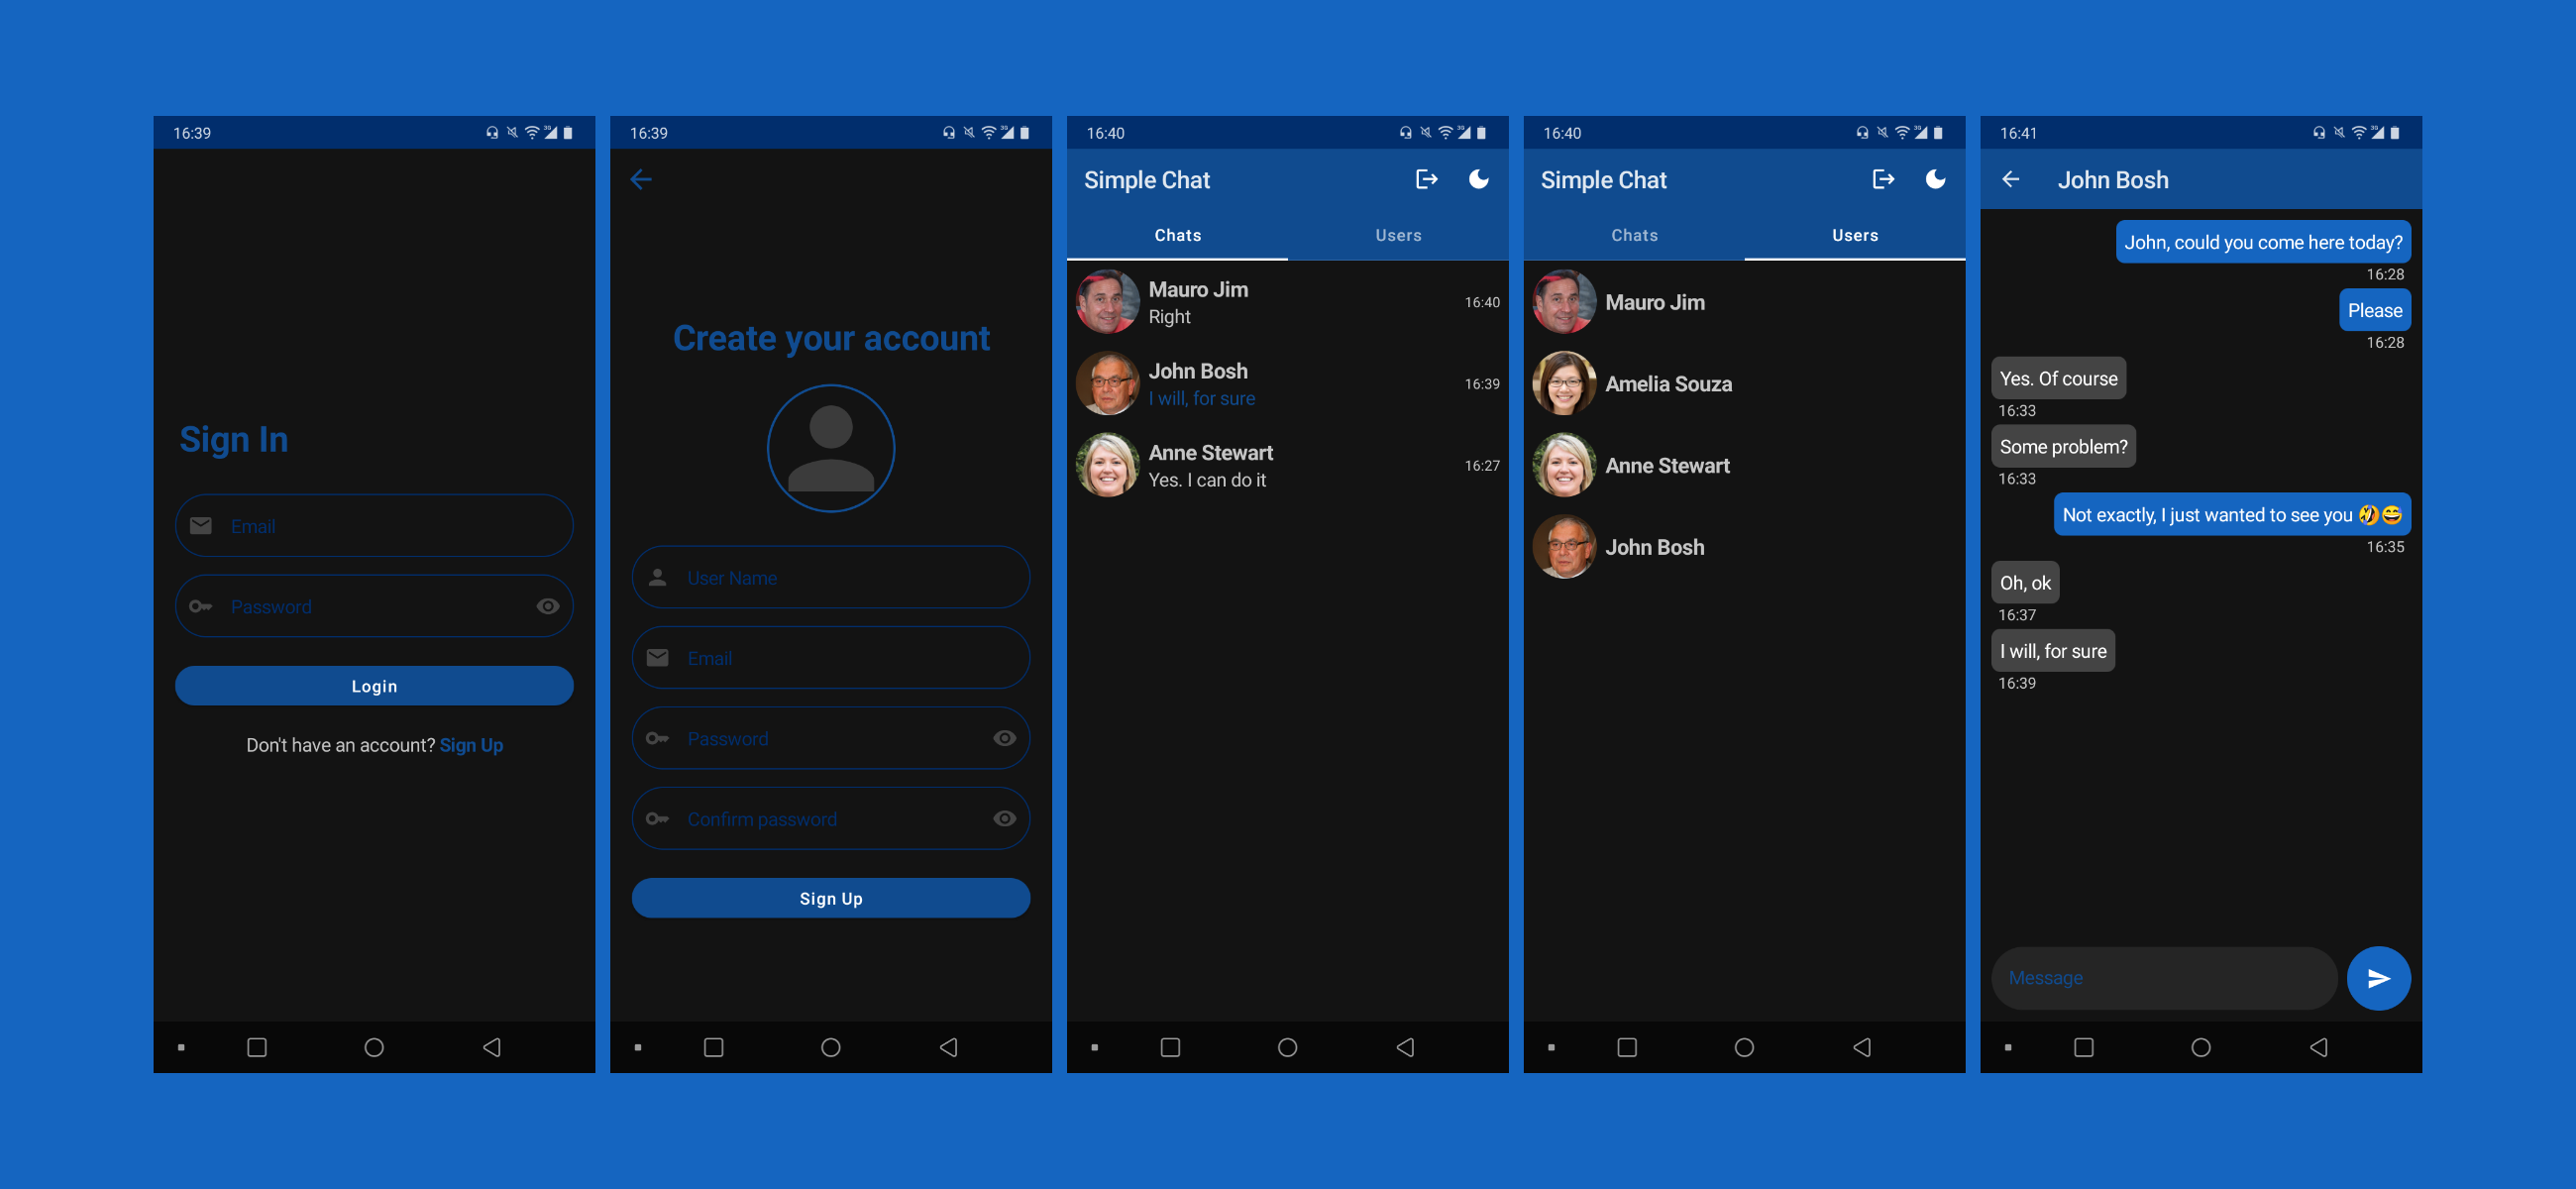 16:39
Sign In
Email
Password
Login
Don't have an account? Sign Up
16:39
Create your account
User Name
Email
Password
Confirm password
Sign Up
16:40
Simple Chat
Chats Users
Mauro Jim
Right
16:40
John Bosh
I will, for sure
16:39
Anne Stewart
Yes. I can do it
16:27
16:40
Simple Chat
Chats Users
Mauro Jim
Amelia Souza
Anne Stewart
John Bosh
16:41
John Bosh
John, could you come here today?
16:28
Please
16:28
Yes. Of course
16:33
Some problem?
16:33
Not exactly, I just wanted to see you 🤣😅
16:35
Oh, ok
16:37
I will, for sure
16:39
Message